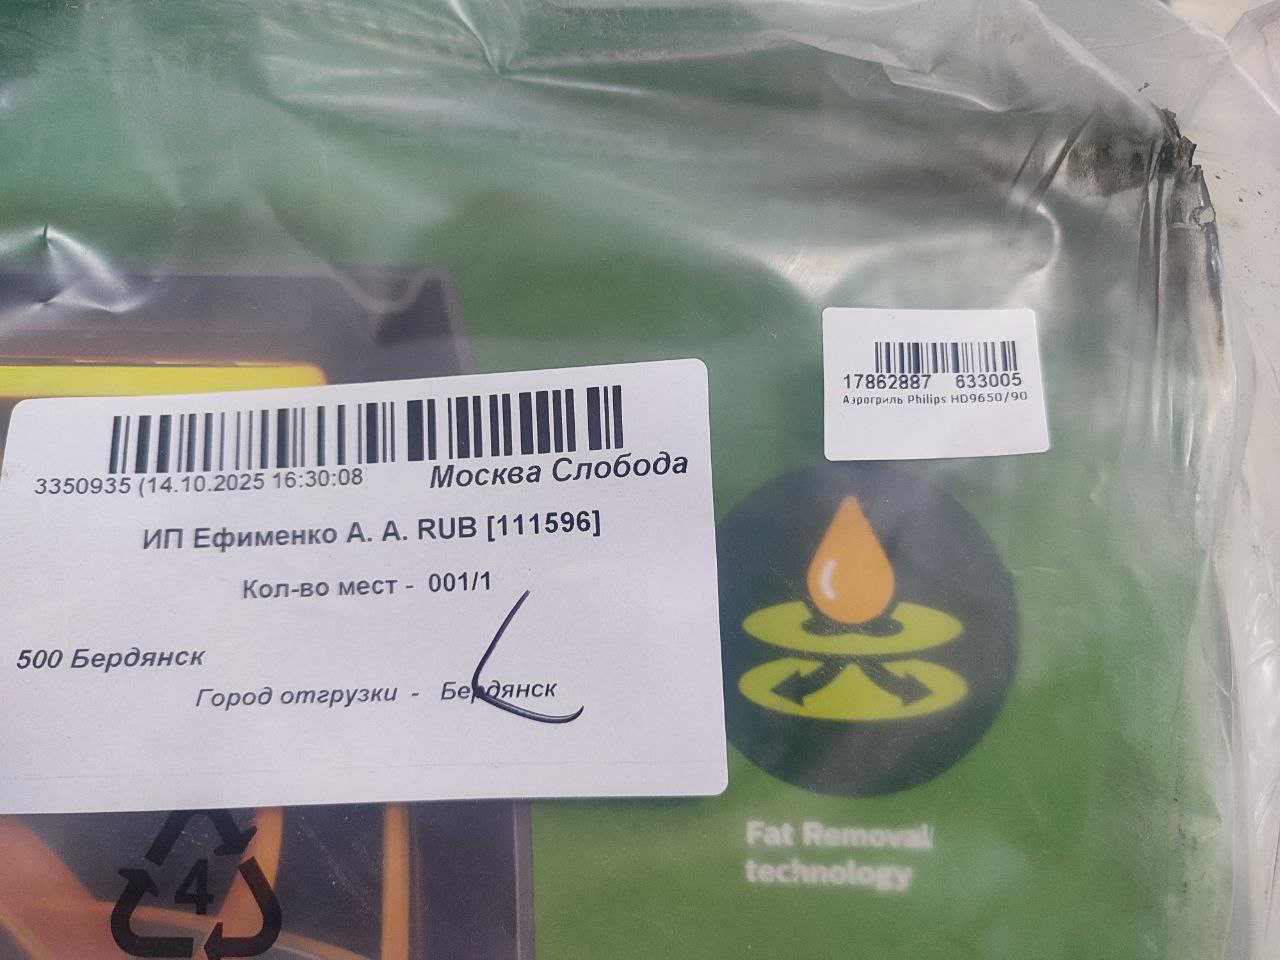 17862887 633005
Аэрогриль Philips HD9650/90
3350935 (14.10.2025 16:30:08
Москва Слобода
ИП Ефименко А. А. RUB [111596]
Кол-во мест - 001/1
500 Бердянск
Город отгрузки - Бердянск
Fat Removal
technology
4